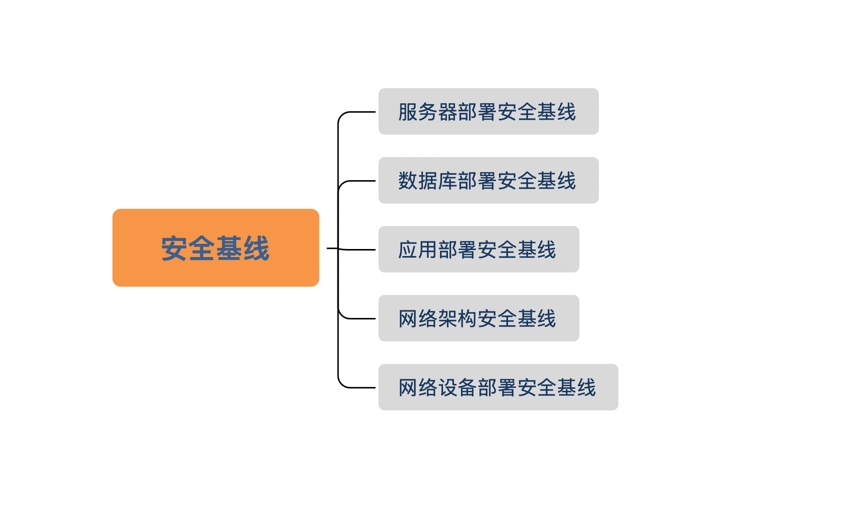 服务器部署安全基线
数据库部署安全基线
安全基线
应用部署安全基线
网络架构安全基线
网络设备部署安全基线